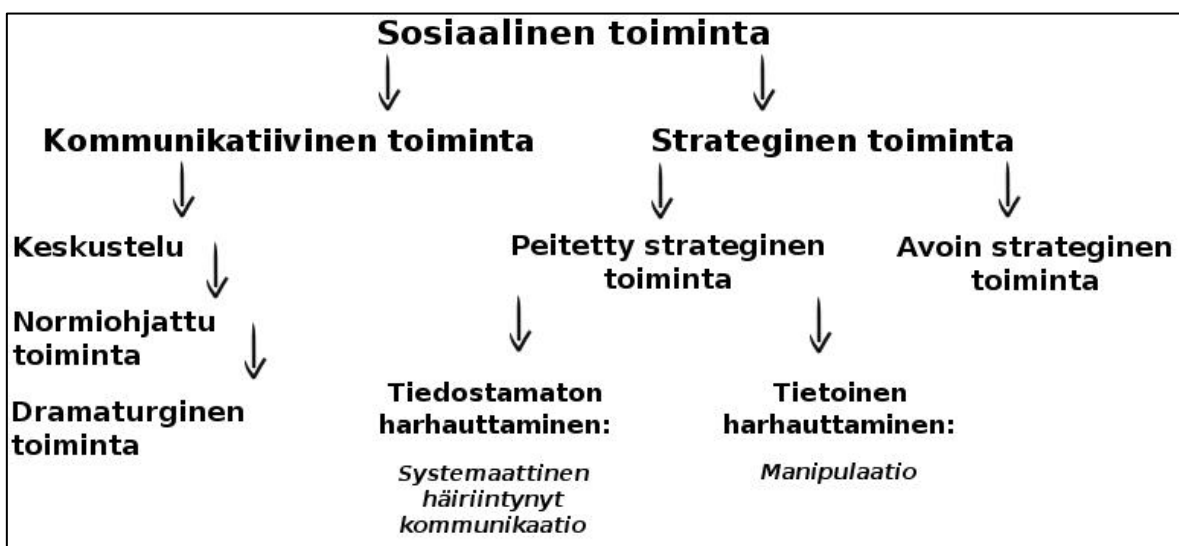 Sosiaalinen toiminta
Kommunikatiivinen toiminta
Strateginen toiminta
Keskustelu
Normiohjattu
toiminta
Dramaturginen
toiminta
Peitetty strateginen
toiminta
Avoin strateginen
toiminta
Tiedostamaton
harhauttaminen:
Systemaattinen
häiriintynyt
kommunikaatio
Tietoinen
harhauttaminen:
Manipulaatio